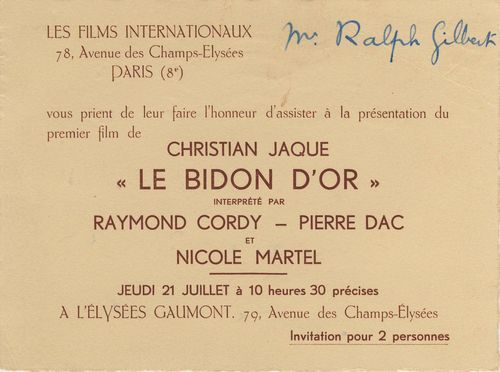 LES FILMS INTERNATIONAUX
78, Avenue des Champs-Elysées
PARIS (8e)
Mr. Ralph Gilbert
vous prient de leur faire l'honneur d'assister à la présentation du
premier film de
CHRISTIAN JAQUE
« LE BIDON D'OR »
INTERPRÉTÉ PAR
RAYMOND CORDY — PIERRE DAC
ET
NICOLE MARTEL
JEUDI 21 JUILLET à 10 heures 30 précises
A L'ÉLYSÉES GAUMONT. 79, Avenue des Champs-Élysées
Invitation pour 2 personnes